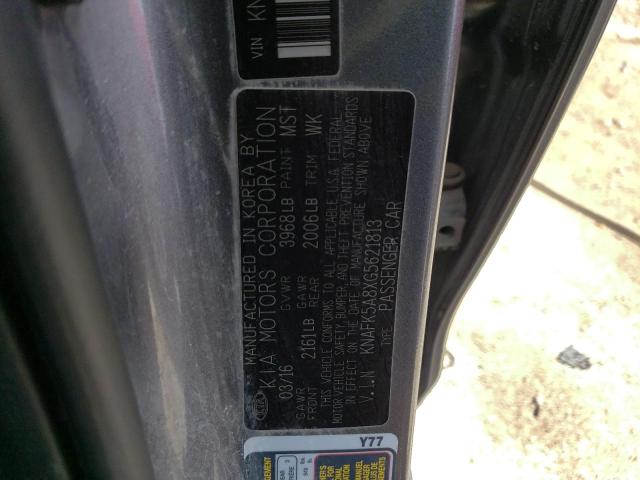 VIN KN
MANUFACTURED IN KOREA BY
KIA MOTORS CORPORATION
03/16 GVWR 3968LB PAINT MST
GAWR FRONT 2161LB GAWR REAR 2006LB TRIM WK
THIS VEHICLE CONFORMS TO ALL APPLICABLE U.S.A FEDERAL
MOTOR VEHICLE SAFETY, BUMPER, AND THEFT PREVENTION STANDARDS
IN EFFECT ON THE DATE OF MANUFACTURE SHOWN ABOVE
V.I.N KNAFK5A8XG5621813
TYPE PASSENGER CAR
Y77